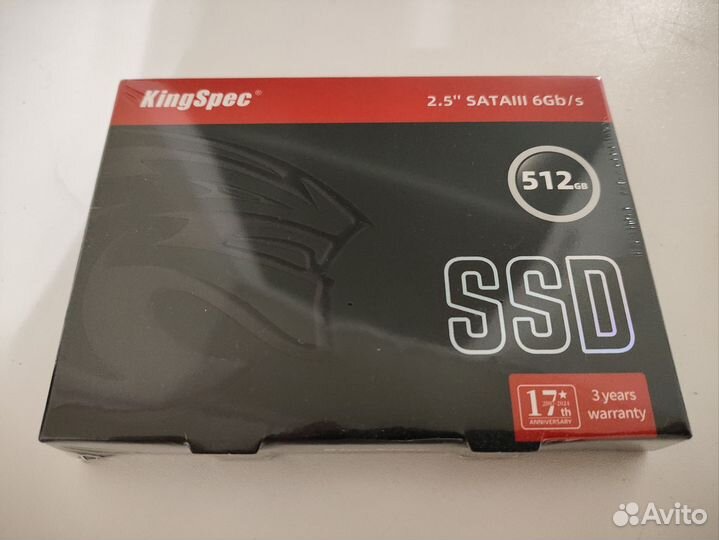 KingSpec®
2.5" SATAIII 6Gb/s
512GB
SSD
17th
ANNIVERSARY
3 years
warranty
Avito